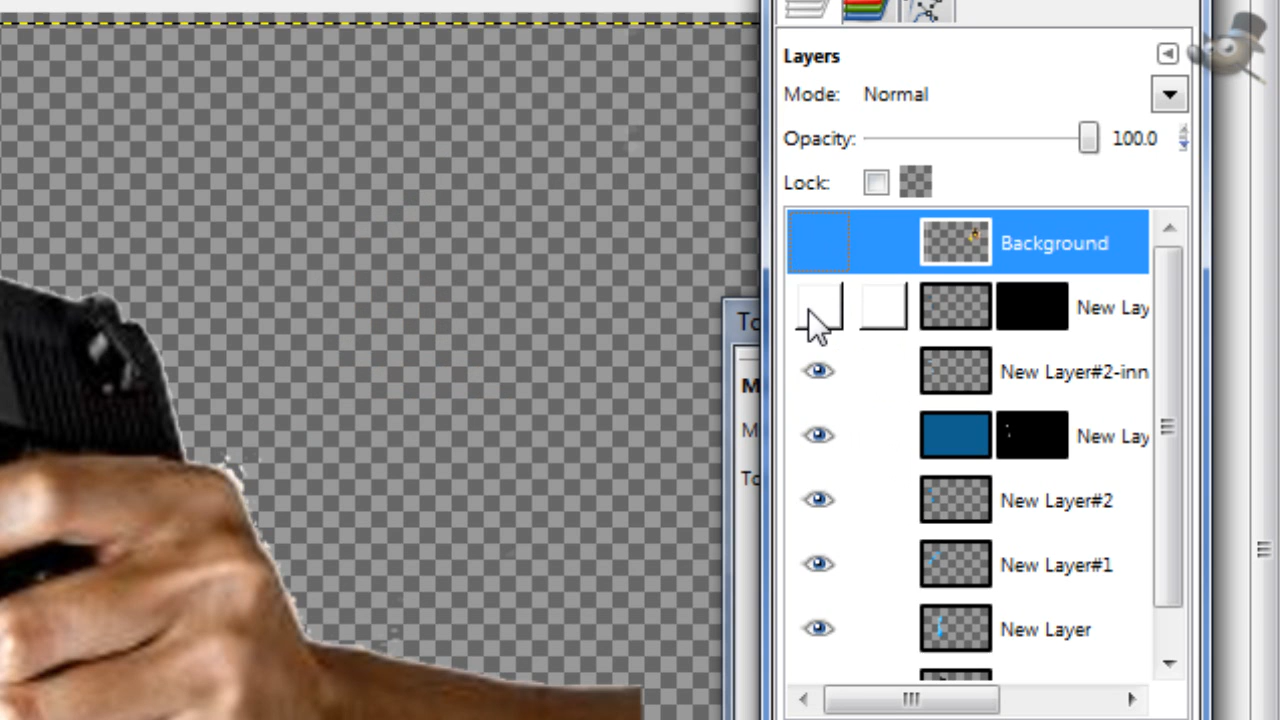 Layers
Mode: Normal
Opacity: 100.0
Lock:
Background
New Lay
New Layer#2-inn
New Lay
New Layer#2
New Layer#1
New Layer
To
M
M
To